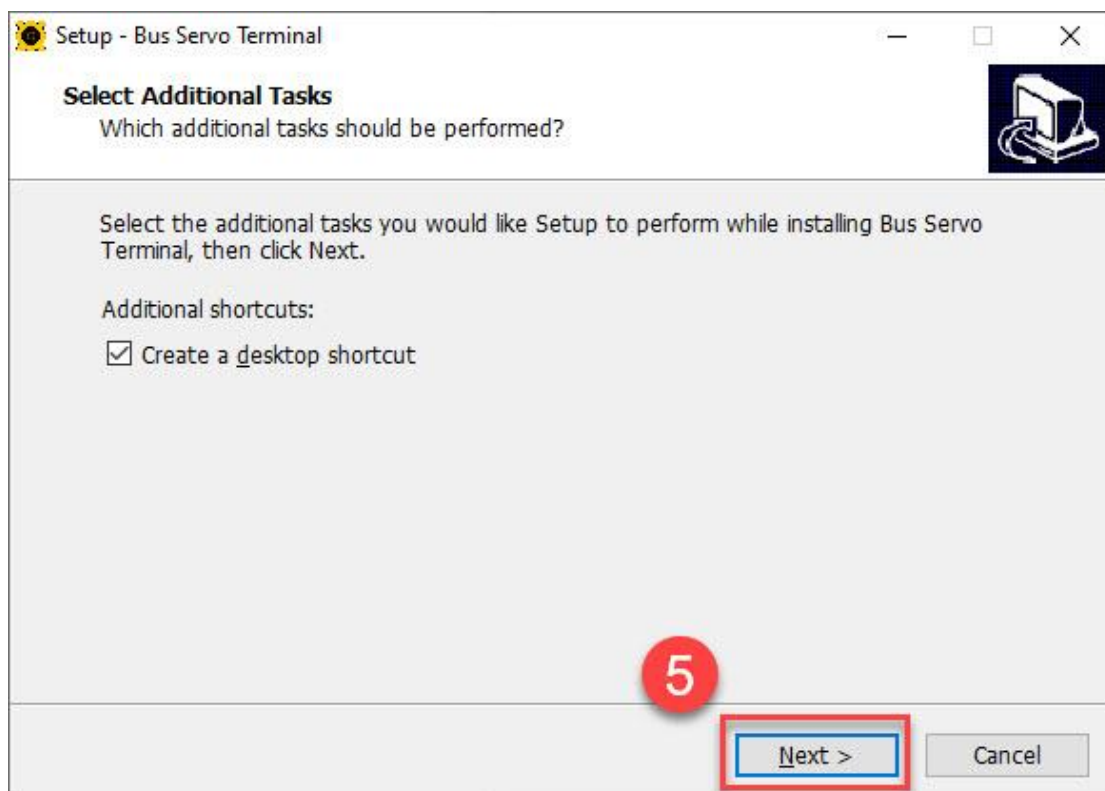 Setup - Bus Servo Terminal
Select Additional Tasks
Which additional tasks should be performed?
Select the additional tasks you would like Setup to perform while installing Bus Servo
Terminal, then click Next.
Additional shortcuts:
Create a desktop shortcut
5
Next >
Cancel